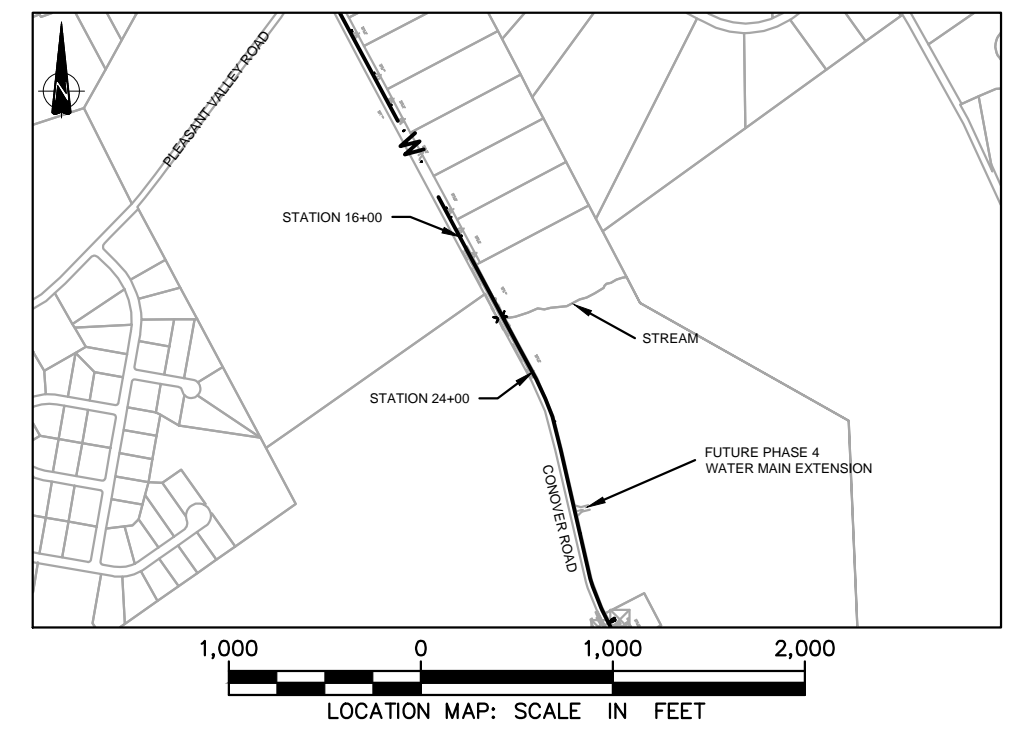 PLEASANT VALLEY ROAD
N
W
STATION 16+00
STREAM
STATION 24+00
FUTURE PHASE 4
WATER MAIN EXTENSION
CONOVER ROAD
1,000 0 1,000 2,000
LOCATION MAP: SCALE IN FEET